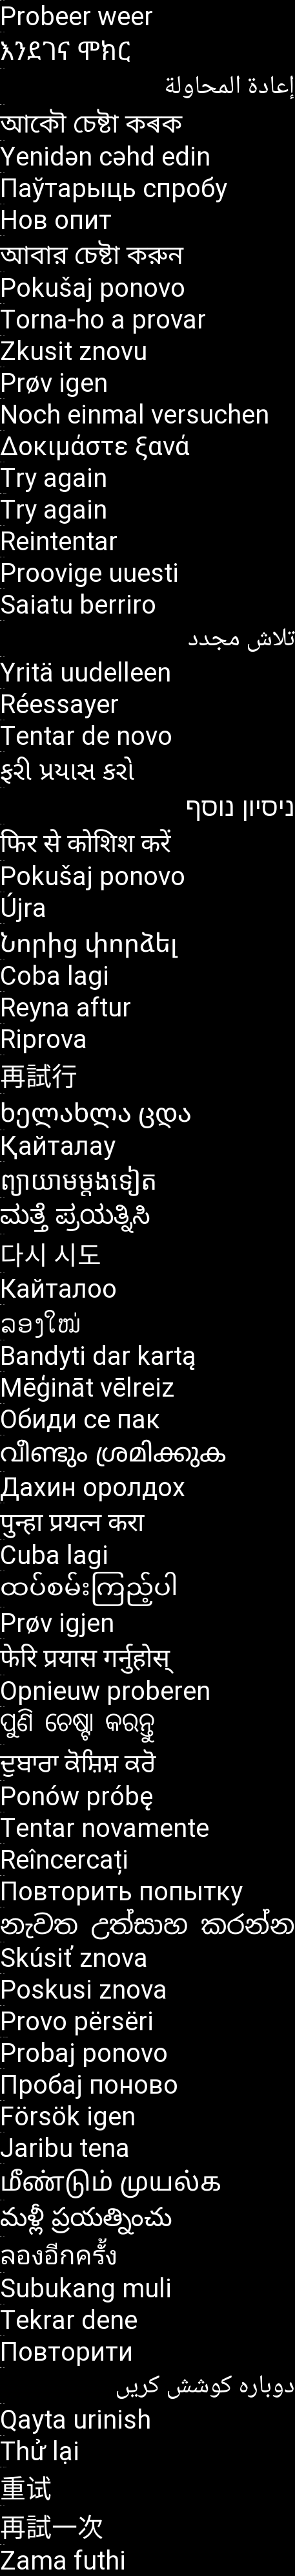 Probeer weer
እንደገና ሞክር
إعادة المحاولة
আকৌ চেষ্টা কৰক
Yenidən cəhd edin
Паўтарыць спробу
Нов опит
আবার চেষ্টা করুন
Pokušaj ponovo
Torna-ho a provar
Zkusit znovu
Prøv igen
Noch einmal versuchen
Δοκιμάστε ξανά
Try again
Try again
Reintentar
Proovige uuesti
Saiatu berriro
تلاش مجدد
Yritä uudelleen
Réessayer
Tentar de novo
ફરી પ્રયાસ કરો
ניסיון נוסף
फिर से कोशिश करें
Pokušaj ponovo
Újra
Նորից փորձել
Coba lagi
Reyna aftur
Riprova
再試行
ხელახლა ცდა
Қайталау
ព្យាយាមម្ដងទៀត
ಮತ್ತೆ ಪ್ರಯತ್ನಿಸಿ
다시 시도
Кайталоо
ລອງໃໝ່
Bandyti dar kartą
Mēģināt vēlreiz
Обиди се пак
വീണ്ടും ശ്രമിക്കുക
Дахин оролдох
पुन्हा प्रयत्न करा
Cuba lagi
ထပ်စမ်းကြည့်ပါ
Prøv igjen
फेरि प्रयास गर्नुहोस्
Opnieuw proberen
ପୁଣି ଚେଷ୍ଟା କରନ୍ତୁ
ਦੁਬਾਰਾ ਕੋਸ਼ਿਸ਼ ਕਰੋ
Ponów próbę
Tentar novamente
Reîncercați
Повторить попытку
නැවත උත්සාහ කරන්න
Skúsiť znova
Poskusi znova
Provo përsëri
Probaj ponovo
Пробај поново
Försök igen
Jaribu tena
மீண்டும் முயல்க
మళ్లీ ప్రయత్నించు
ลองอีกครั้ง
Subukang muli
Tekrar dene
Повторити
دوبارہ کوشش کریں
Qayta urinish
Thử lại
重试
再試一次
Zama futhi